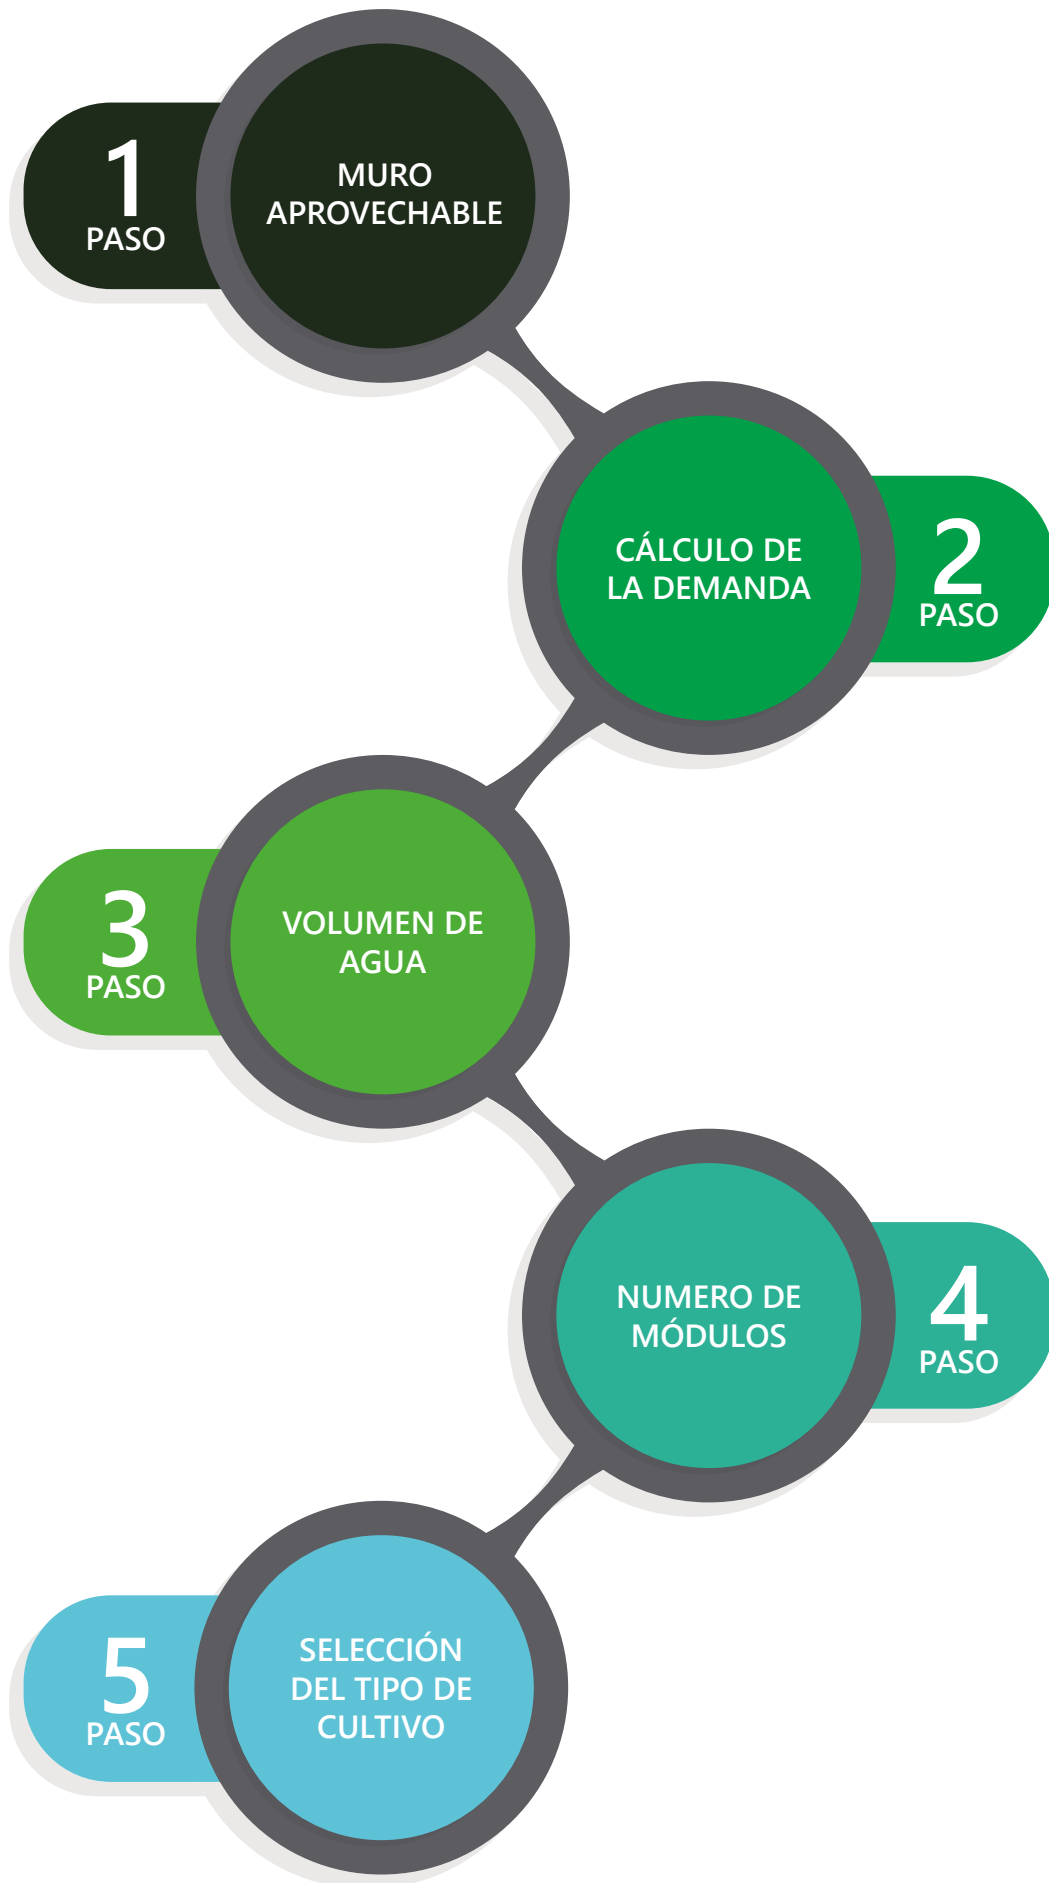 1
PASO
MURO
APROVECHABLE
CÁLCULO DE
LA DEMANDA
2
PASO
3
PASO
VOLUMEN DE
AGUA
NUMERO DE
MÓDULOS
4
PASO
5
PASO
SELECCIÓN
DEL TIPO DE
CULTIVO